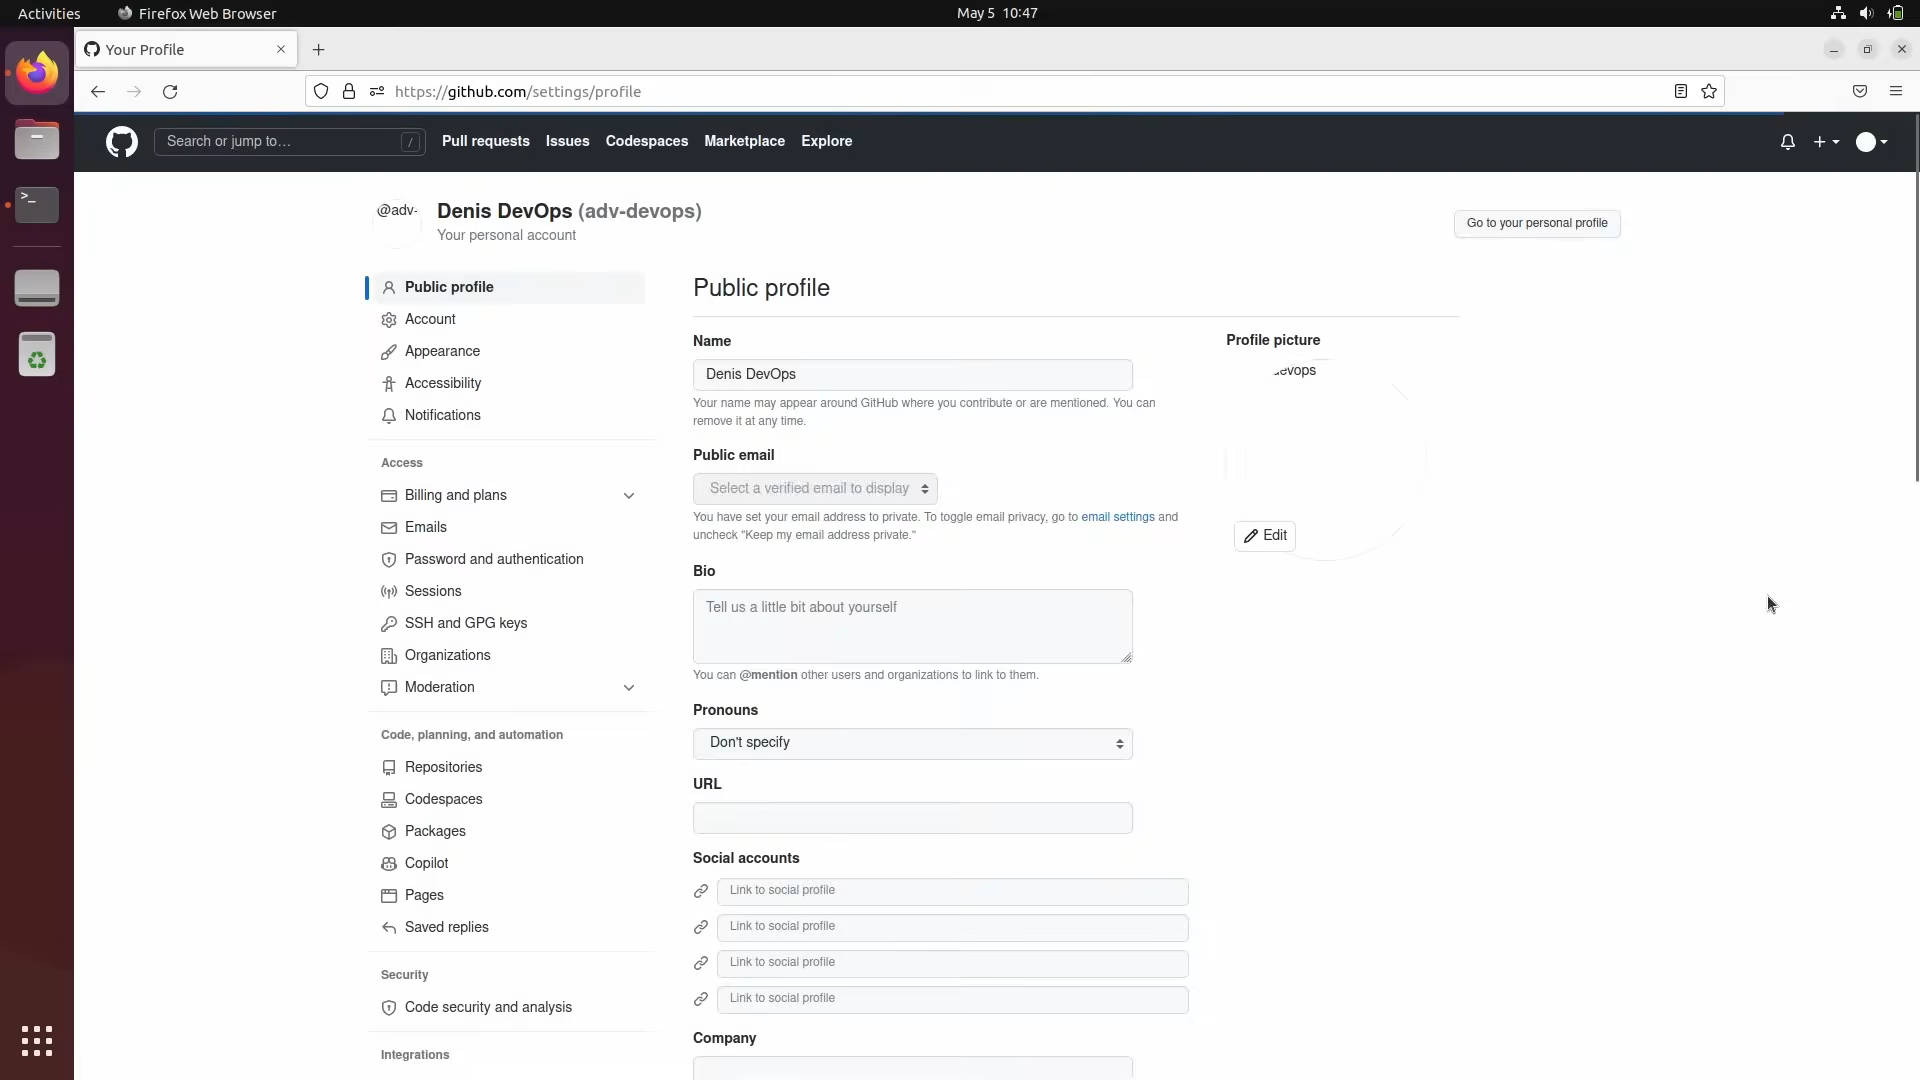 Activities
Firefox Web Browser
May 5 10:47
Your Profile
https://github.com/settings/profile
Search or jump to…
/
Pull requests
Issues
Codespaces
Marketplace
Explore
@adv-
Denis DevOps (adv-devops)
Your personal account
Go to your personal profile
Public profile
Account
Appearance
Accessibility
Notifications
Access
Billing and plans
Emails
Password and authentication
Sessions
SSH and GPG keys
Organizations
Moderation
Code, planning, and automation
Repositories
Codespaces
Packages
Copilot
Pages
Saved replies
Security
Code security and analysis
Integrations
Public profile
Name
Denis DevOps
Your name may appear around GitHub where you contribute or are mentioned. You can
remove it at any time.
Public email
Select a verified email to display
You have set your email address to private. To toggle email privacy, go to email settings and
uncheck "Keep my email address private."
Bio
Tell us a little bit about yourself
You can @mention other users and organizations to link to them.
Pronouns
Don't specify
URL
Social accounts
Link to social profile
Link to social profile
Link to social profile
Link to social profile
Company
Profile picture
Edit